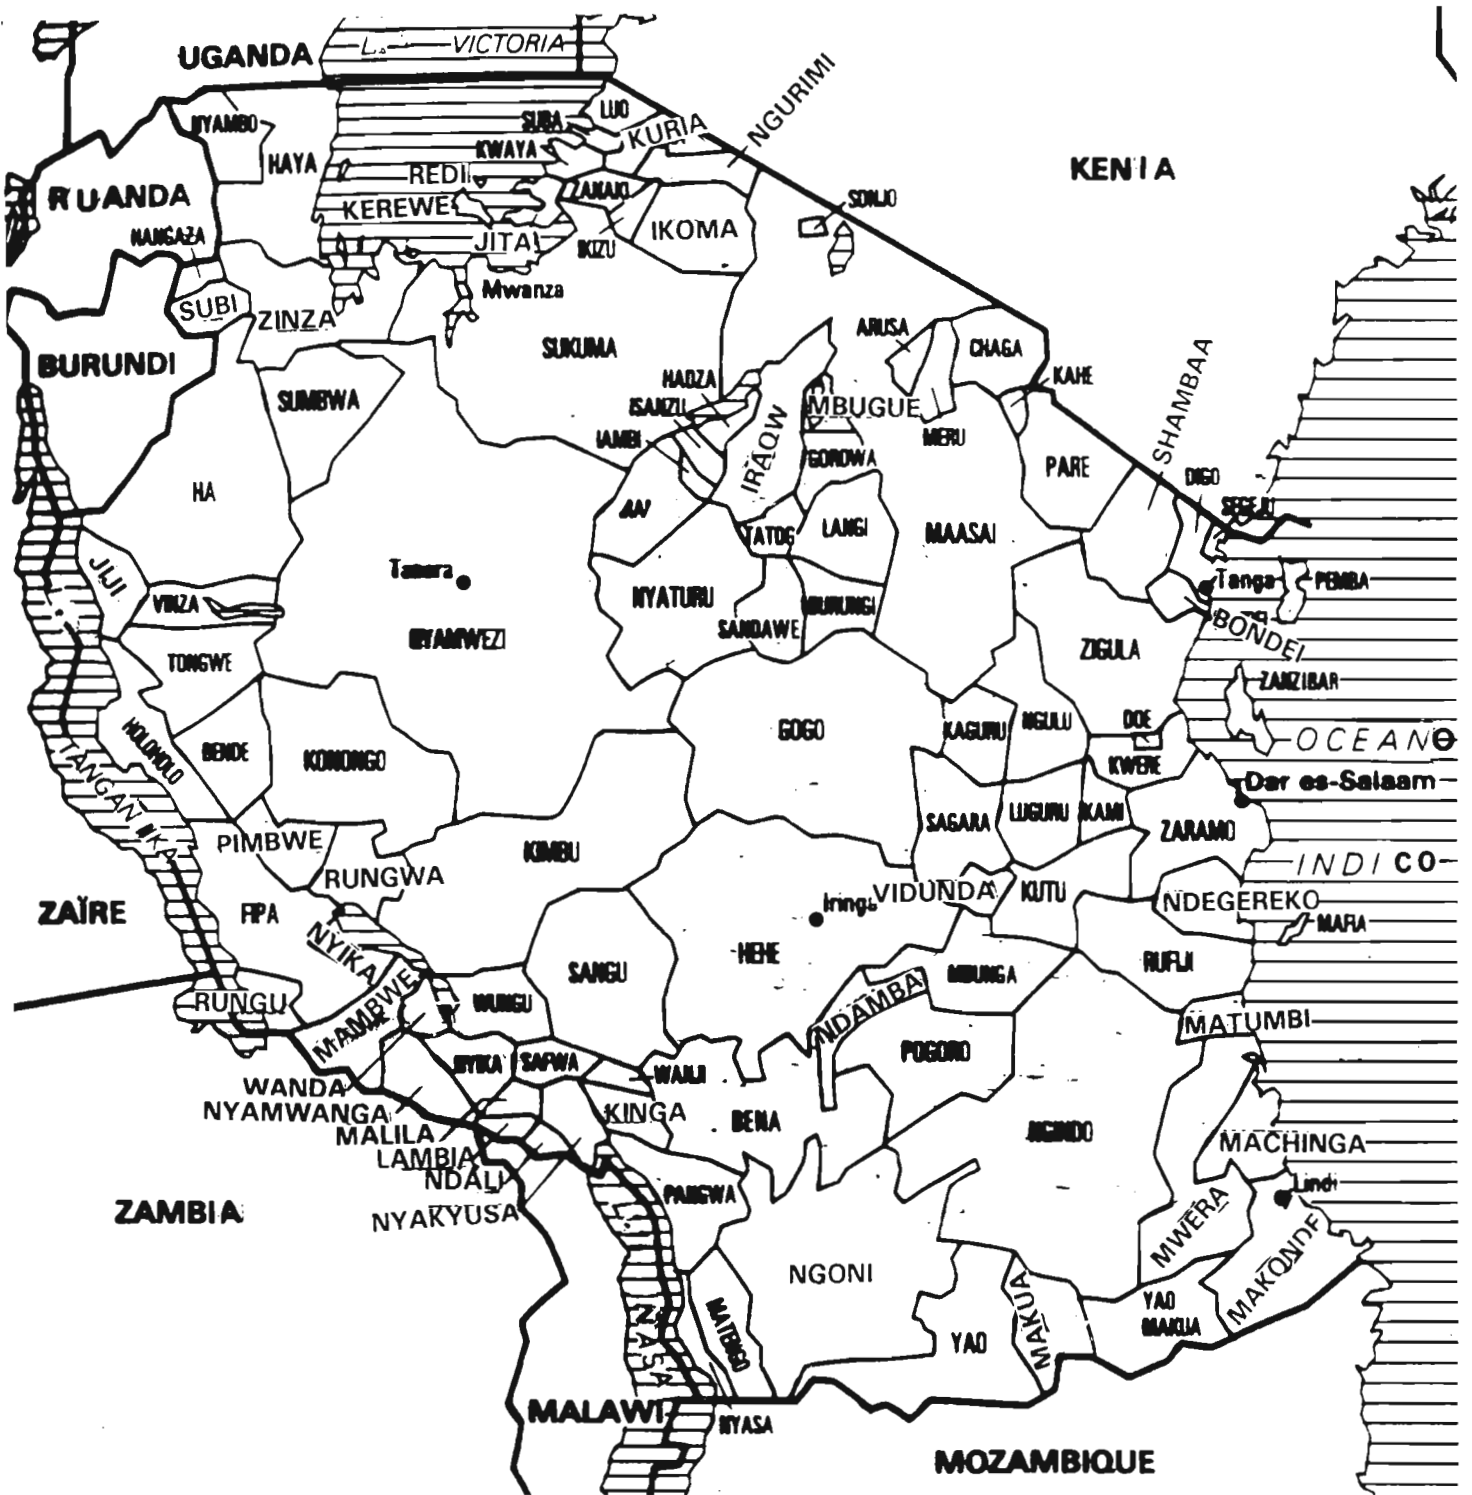 UGANDA
L. VICTORIA
NGURIMI
NYAMBO
LUO
SUBA
KURIA
KWAYA
HAYA
KENIA
REDI
RUANDA
ZANAKI
SONJO
KEREWE
HANGAZA
IKOMA
JITA
IKIZU
Mwanza
SUBI
ZINZA
ARUSA
SUKUMA
CHAGA
BURUNDI
KAHE
SHAMBAA
HADZA
SUMBWA
ISANZU
MBUGUE
IAMBI
MERU
IRAQW
GOROWA
PARE
DIGO
HA
SEGEJU
LANGI
TATOG
MAASAI
JIJI
Tanga
PEMBA
VINZA
NYATURU
BURUNGI
SANDAWE
BONDEI
NYAMWEZI
ZIGULA
TONGWE
ZANZIBAR
HOLOHOLO
GOGO
KAGURU
NGULU
DOE
OCEANO
BENDE
KONONGO
KWERE
TANGANIKA
Dar es-Salaam
SAGARA
LUGURU
KAMI
ZARAMO
PIMBWE
KIMBU
INDICO
RUNGWA
VIDUNDA
KUTU
NDEGEREKO
ZAÏRE
FIPA
Iringa
MAFIA
NYIKA
HEHE
RUFIJI
SANGU
MBUNGA
RUNGU
MAMBWE
WUNGU
NDAMBA
MATUMBI
POGORO
NYIKA
SAFWA
WANJI
WANDA
NYAMWANGA
KINGA
BENA
NGINDO
MALILA
MACHINGA
LAMBIA
NDALI
PANGWA
Lindi
ZAMBIA
NYAKYUSA
MWERA
NGONI
MAKUA
MAKONDE
YAO
MAKUA
MATENGO
YAO
NASA
MALAWI
NYASA
MOZAMBIQUE